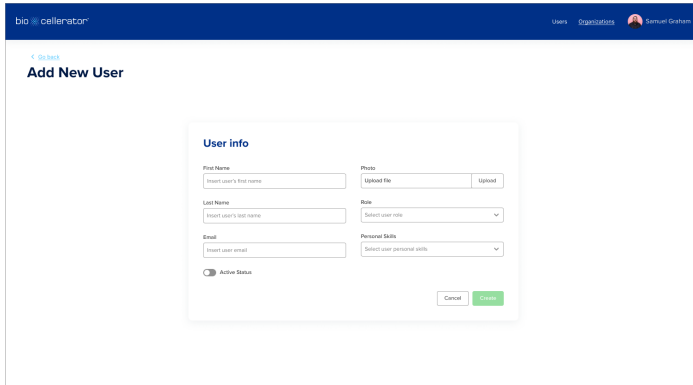 bio cellerator
Users Organizations Samuel Graham
Go back
Add New User
User info
First Name
Insert user's first name
Photo
Upload file Upload
Last Name
Insert user's last name
Role
Select user role
Email
Insert user email
Personal Skills
Select user personal skills
Active Status
Cancel Create